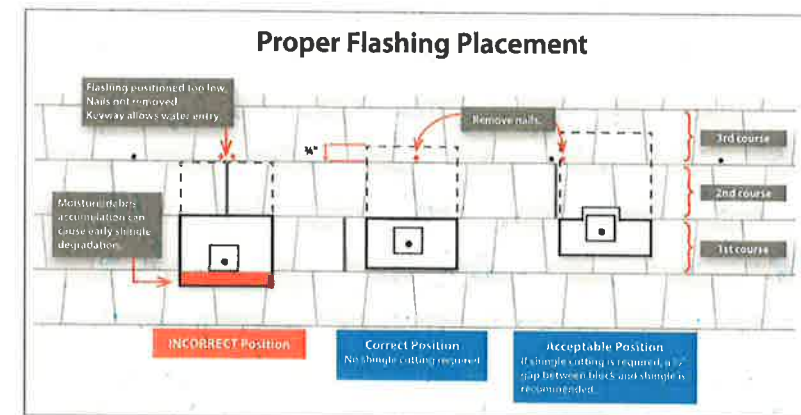 Proper Flashing Placement
Flashing positioned too low.
Nails not removed.
Keyway allows water entry.
Remove nails.
¾"
3rd course
2nd course
1st course
Moisture/debris
accumulation can
cause early shingle
degradation.
INCORRECT Position
Correct Position
No shingle cutting required
Acceptable Position
If shingle cutting is required, a
gap between block and shingle is
recommended.